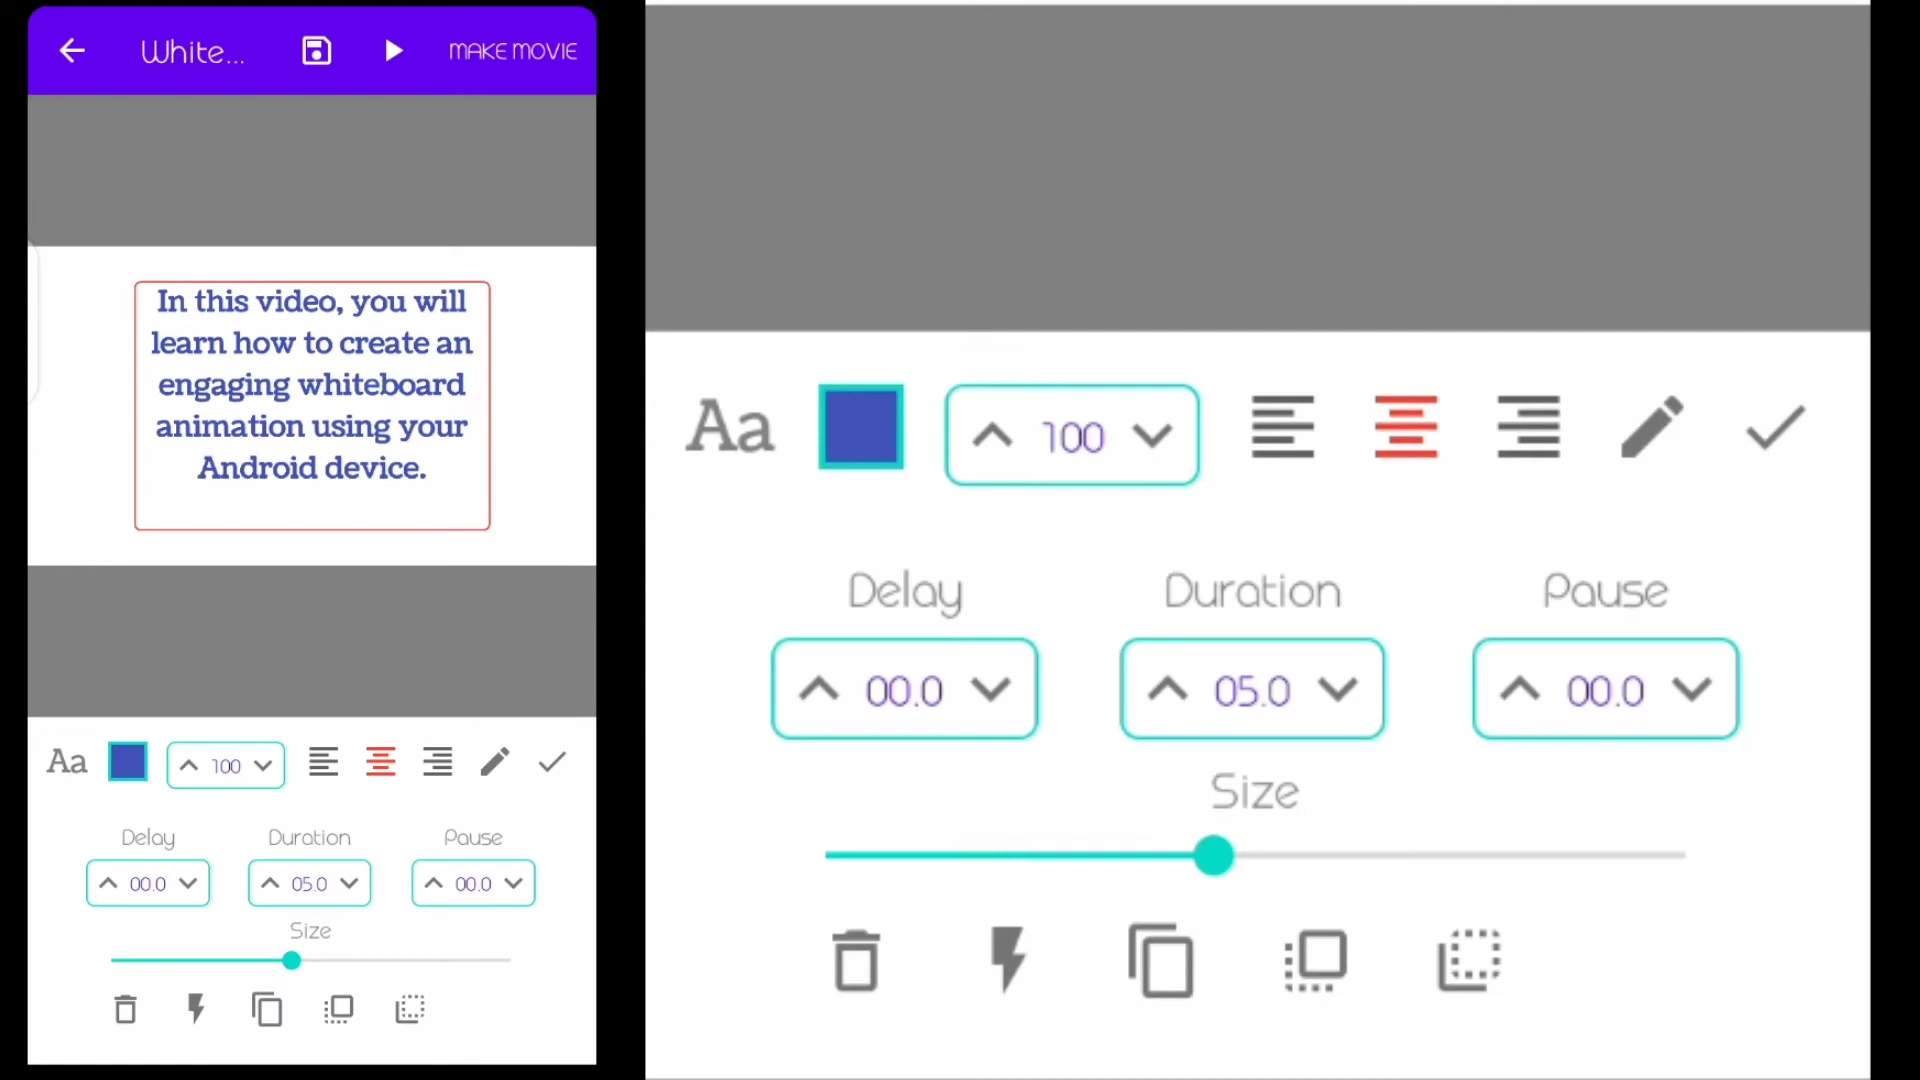 White...
MAKE MOVIE
In this video, you will
learn how to create an
engaging whiteboard
animation using your
Android device.
Aa
100
Delay
Duration
Pause
00.0
05.0
00.0
Size
Aa
100
Delay
Duration
Pause
00.0
05.0
00.0
Size